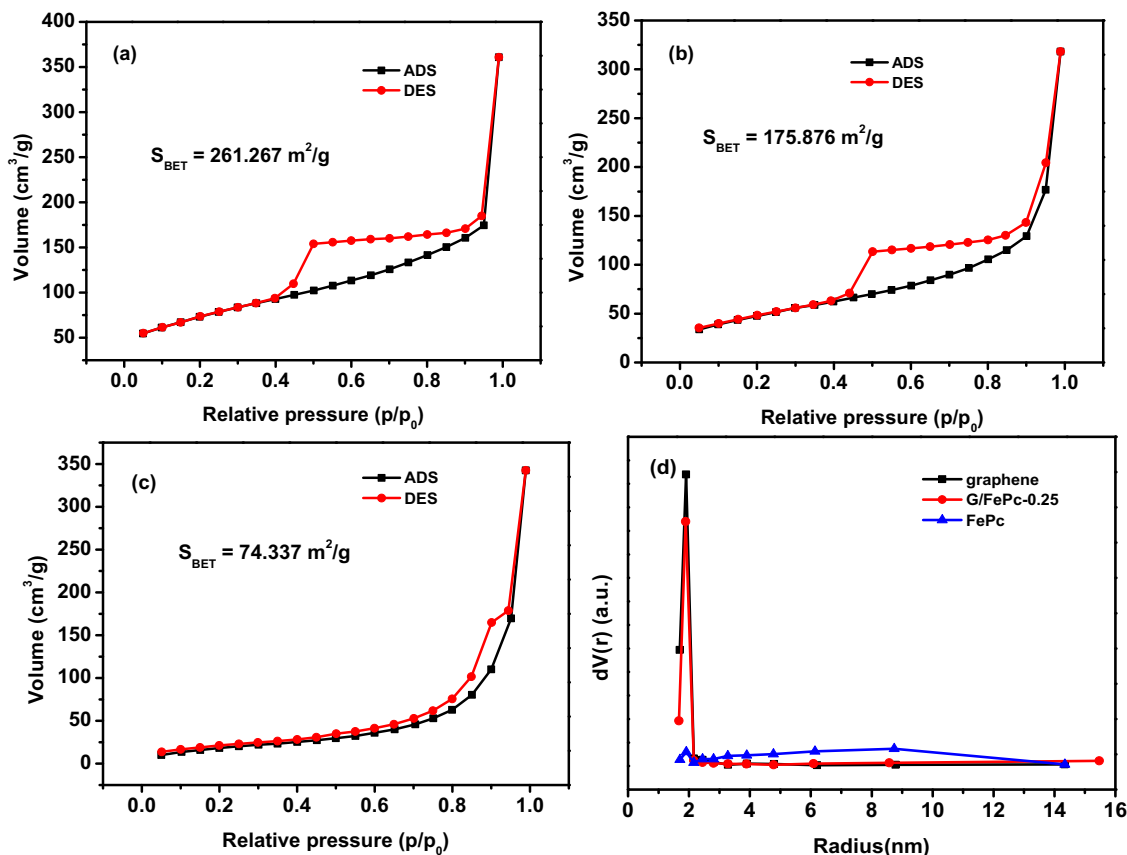 (a)
ADS
DES
S_BET = 261.267 m²/g
Volume (cm³/g)
400
350
300
250
200
150
100
50
0.0 0.2 0.4 0.6 0.8 1.0
Relative pressure (p/p₀)
(b)
ADS
DES
S_BET = 175.876 m²/g
Volume (cm³/g)
350
300
250
200
150
100
50
0
0.0 0.2 0.4 0.6 0.8 1.0
Relative pressure (p/p₀)
(c)
ADS
DES
S_BET = 74.337 m²/g
Volume (cm³/g)
350
300
250
200
150
100
50
0
0.0 0.2 0.4 0.6 0.8 1.0
Relative pressure (p/p₀)
(d)
graphene
G/FePc-0.25
FePc
dV(r) (a.u.)
0 2 4 6 8 10 12 14 16
Radius(nm)